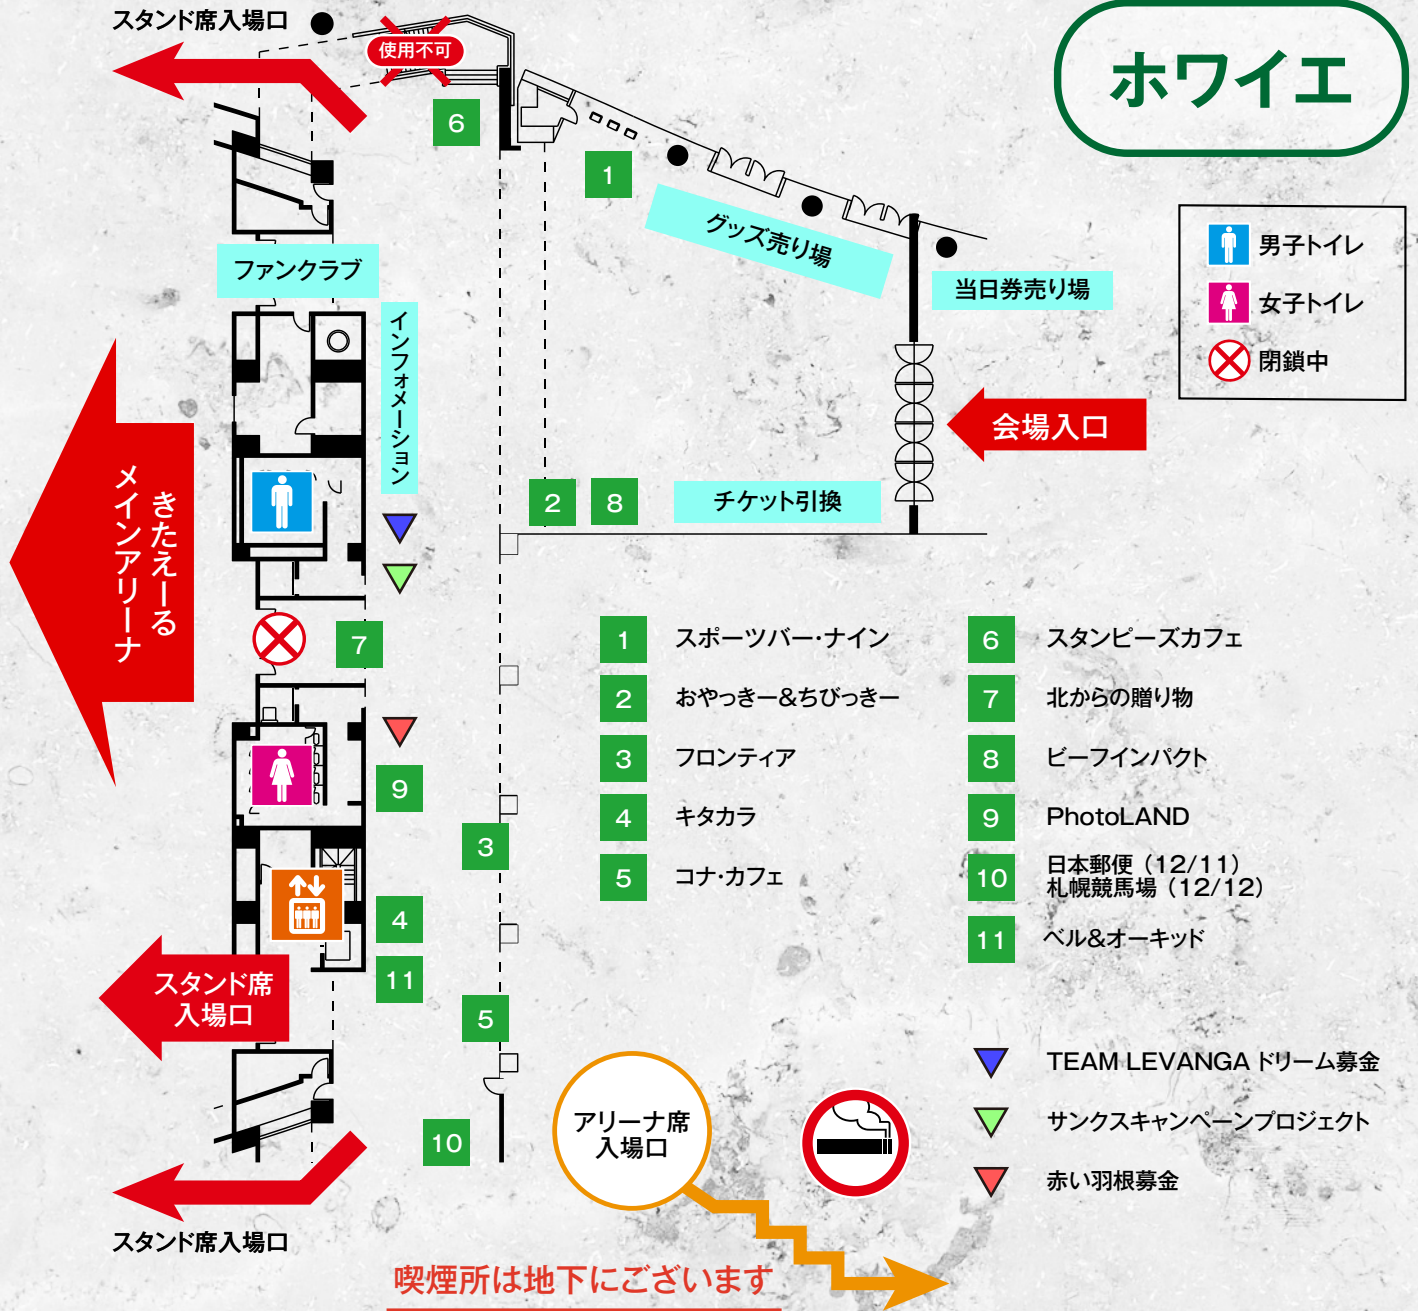 スタンド席入場口
使用不可
ホワイエ
6
1
グッズ売り場
男子トイレ
女子トイレ
閉鎖中
ファンクラブ
当日券売り場
インフォメーション
会場入口
きたえーる
メインアリーナ
2
8
チケット引換
7
9
3
4
11
スタンド席
入場口
5
10
スタンド席入場口
1 スポーツバー・ナイン
2 おやっきー&ちびっきー
3 フロンティア
4 キタカラ
5 コナ・カフェ
6 スタンピーズカフェ
7 北からの贈り物
8 ビーフインパクト
9 PhotoLAND
10 日本郵便（12/11）
札幌競馬場（12/12）
11 ベル&オーキッド
TEAM LEVANGA ドリーム募金
サンクスキャンペーンプロジェクト
赤い羽根募金
アリーナ席
入場口
喫煙所は地下にございます